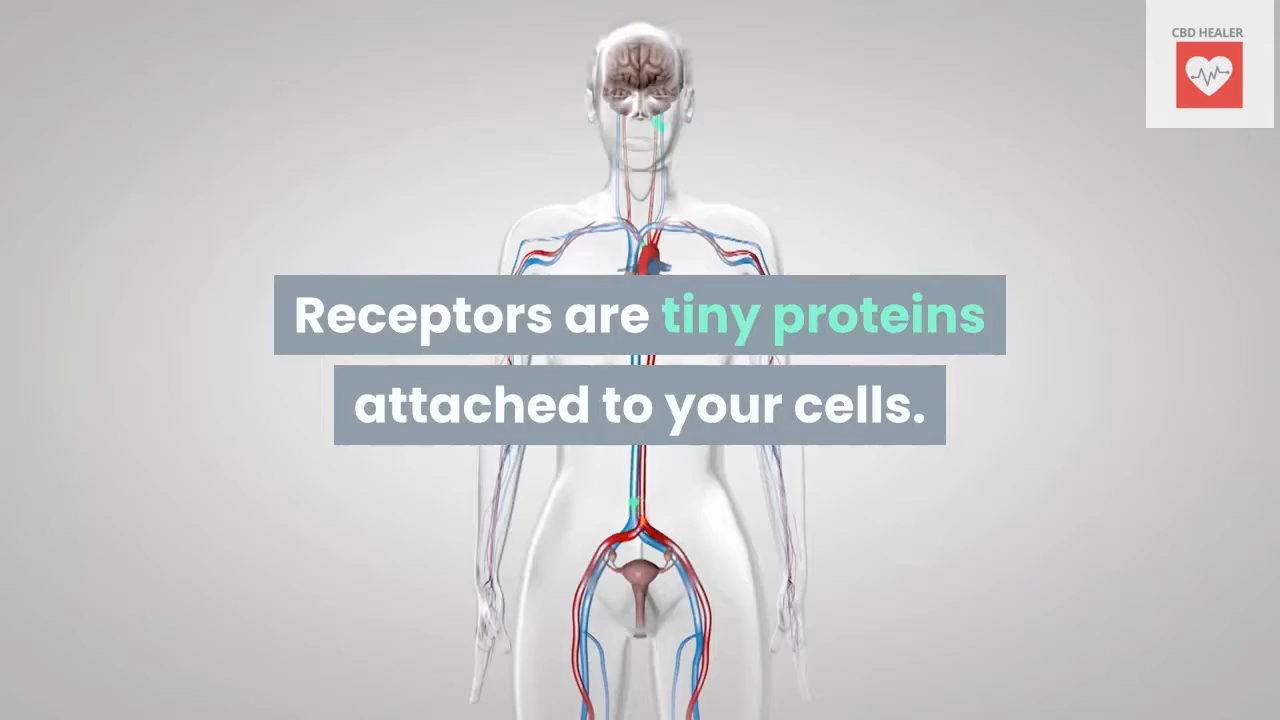 CBD HEALER
Receptors are tiny proteins
attached to your cells.